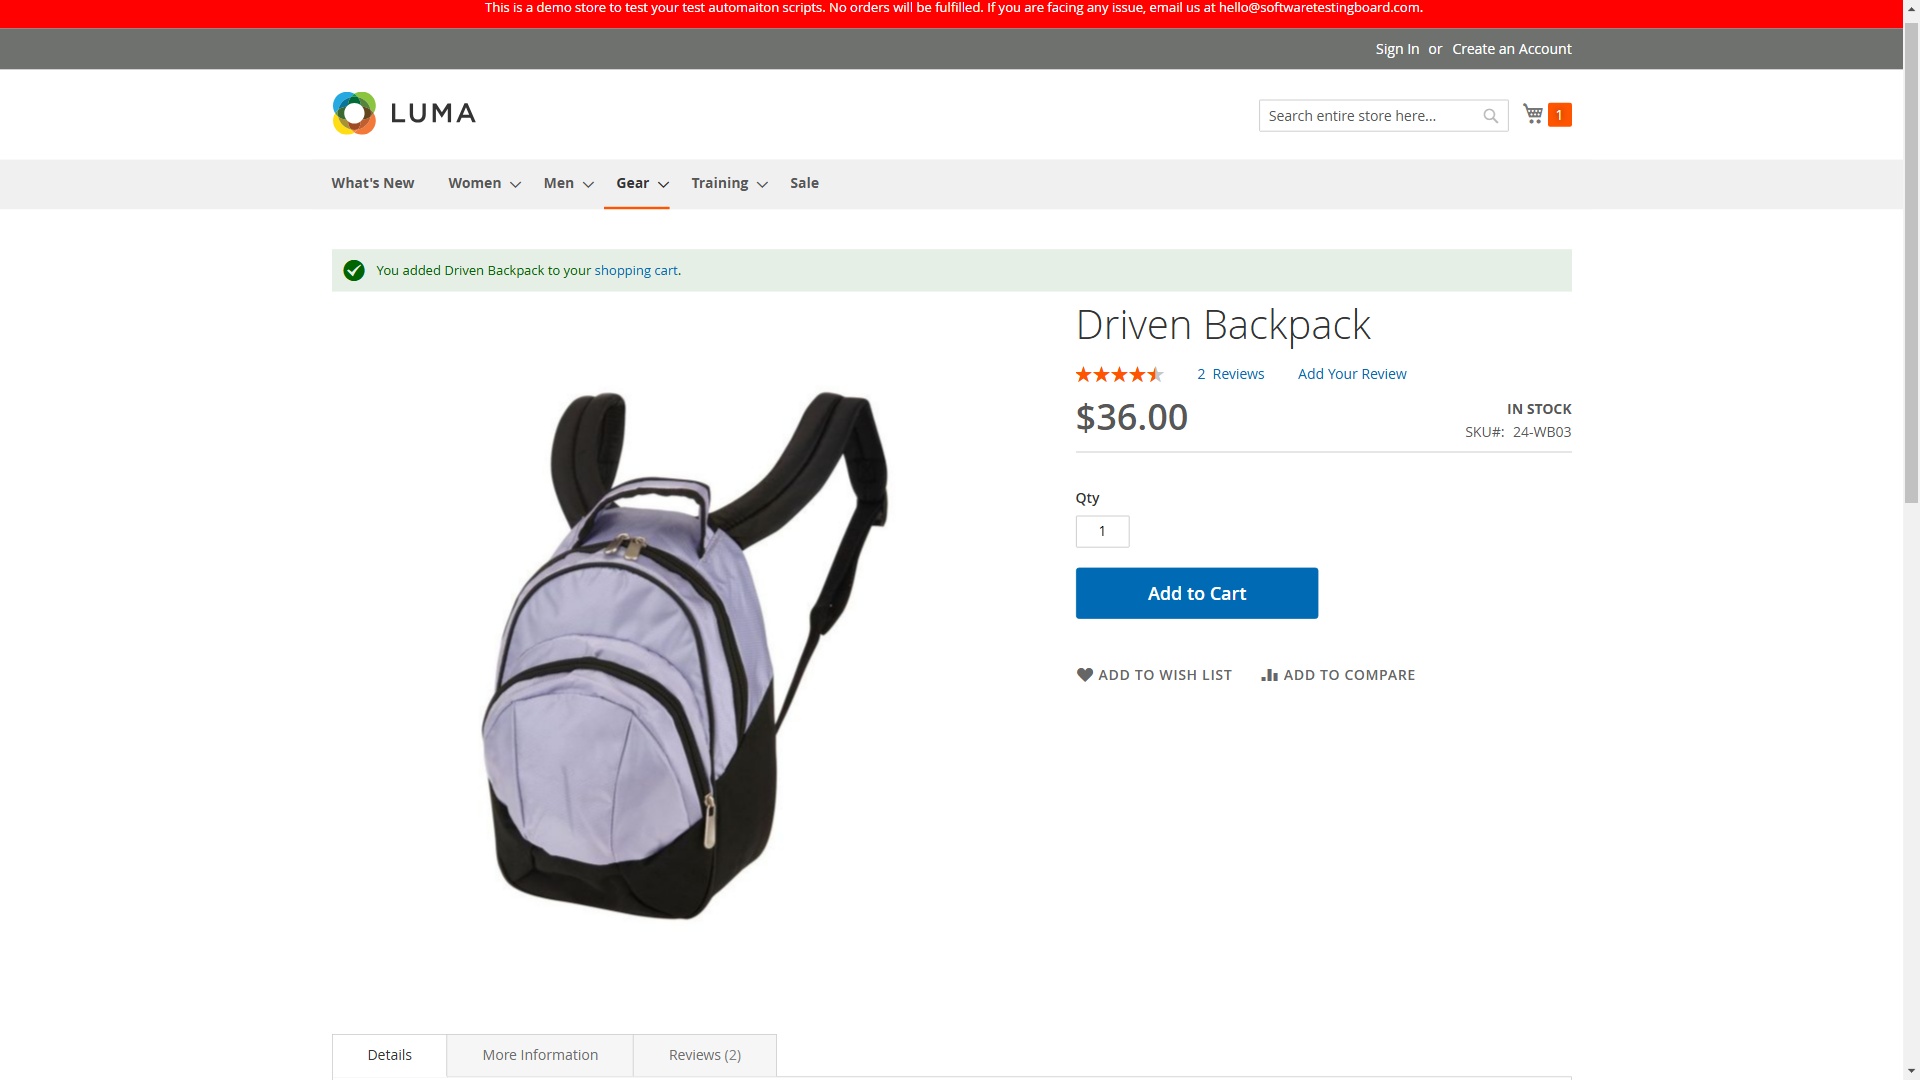 This is a demo store to test your test automaiton scripts. No orders will be fulfilled. If you are facing any issue, email us at hello@softwaretestingboard.com.
Sign In or Create an Account
LUMA
Search entire store here...
1
What's New Women Men Gear Training Sale
You added Driven Backpack to your shopping cart.
Driven Backpack
2 Reviews Add Your Review
$36.00
IN STOCK
SKU#: 24-WB03
Qty
1
Add to Cart
ADD TO WISH LIST ADD TO COMPARE
Details More Information Reviews (2)